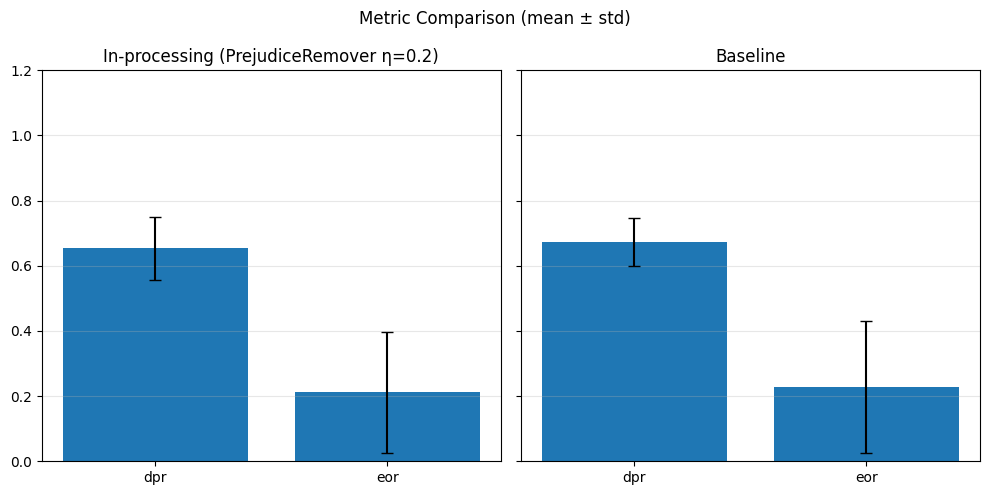 Metric Comparison (mean ± std)
In-processing (PrejudiceRemover η=0.2)
Baseline
1.2
1.0
0.8
0.6
0.4
0.2
0.0
dpr
eor
dpr
eor